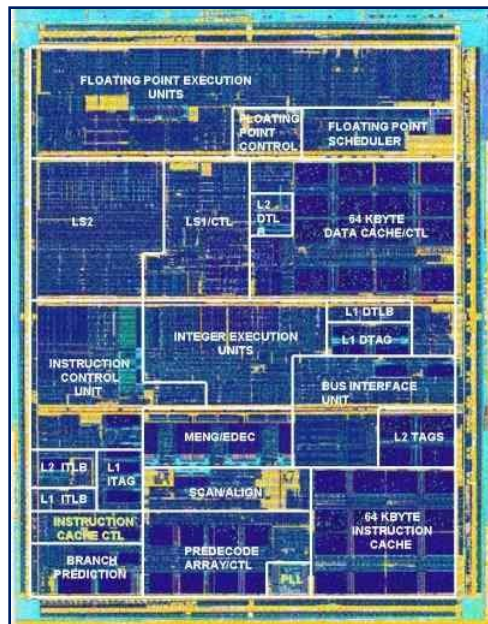 FLOATING POINT EXECUTION
UNITS
FLOATING
POINT
CONTROL
FLOATING POINT
SCHEDULER
LS2
LS1/CTL
L2
DTL
B
64 KBYTE
DATA CACHE/CTL
L1 DTLB
L1 DTAG
INTEGER EXECUTION
UNITS
INSTRUCTION
CONTROL
UNIT
BUS INTERFACE
UNIT
MENG/EDEC
L2 TAGS
L2 ITLB
L1
ITAG
L1 ITLB
SCAN/ALIGN
INSTRUCTION
CACHE CTL
64 KBYTE
INSTRUCTION
CACHE
BRANCH
PREDICTION
PREDECODE
ARRAY/CTL
PLL